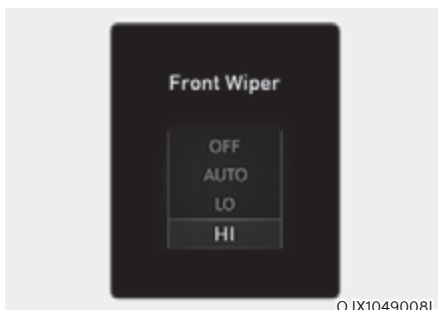 Front Wiper
OFF
AUTO
LO
HI
OJX1049008L